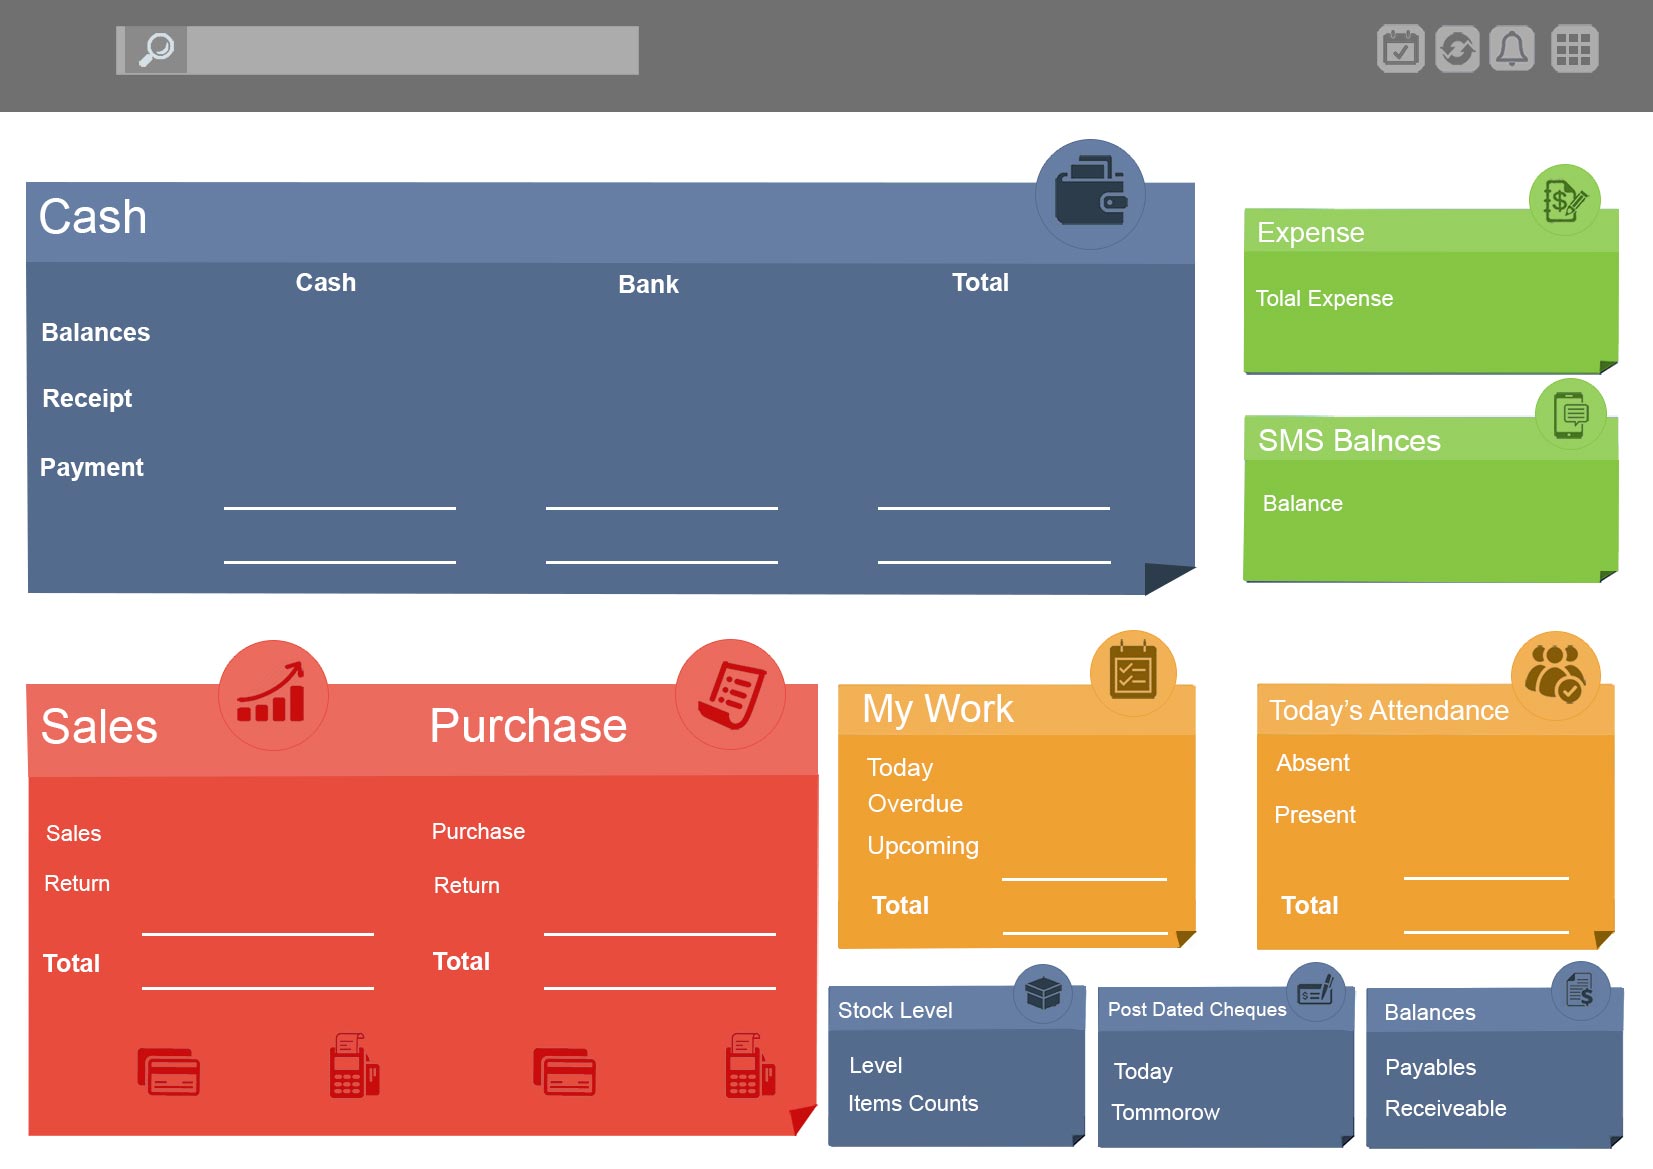 Cash
Cash Bank Total
Balances
Receipt
Payment
Expense
Tolal Expense
SMS Balnces
Balance
Sales
Sales
Return
Total
Purchase
Purchase
Return
Total
My Work
Today
Overdue
Upcoming
Total
Today's Attendance
Absent
Present
Total
Stock Level
Level
Items Counts
Post Dated Cheques
Today
Tommorow
Balances
Payables
Receiveable